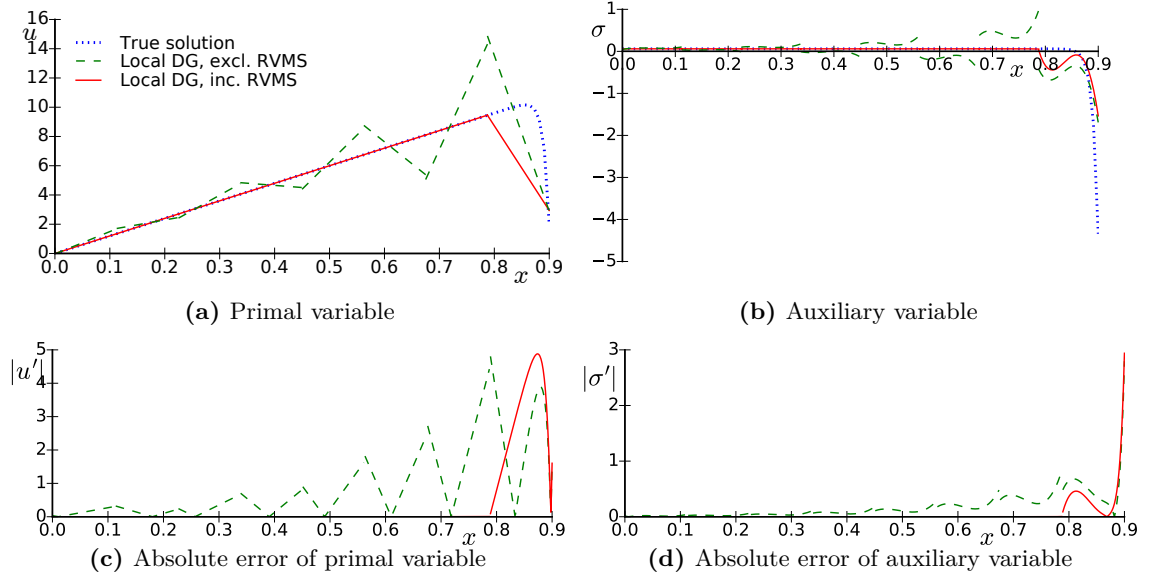 u
16
14
12
10
8
6
4
2
0
True solution
Local DG, excl. RVMS
Local DG, inc. RVMS
0.0 0.1 0.2 0.3 0.4 0.5 0.6 0.7 0.8 0.9
x
(a) Primal variable
σ
1
0
−1
−2
−3
−4
−5
0.0 0.1 0.2 0.3 0.4 0.5 0.6 0.7 0.8 0.9
x
(b) Auxiliary variable
|u′|
5
4
3
2
1
0
0.0 0.1 0.2 0.3 0.4 0.5 0.6 0.7 0.8 0.9
x
(c) Absolute error of primal variable
|σ′|
3
2
1
0
0.0 0.1 0.2 0.3 0.4 0.5 0.6 0.7 0.8 0.9
x
(d) Absolute error of auxiliary variable